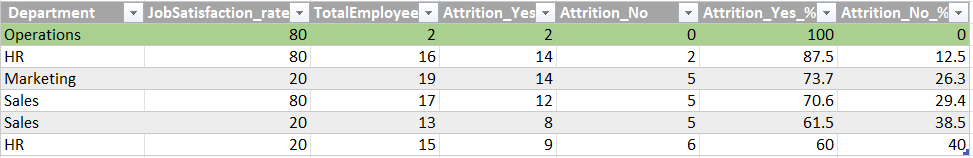 Department JobSatisfaction_rate TotalEmployee Attrition_Yes Attrition_No Attrition_Yes_% Attrition_No_%
Operations 80 2 2 0 100 0
HR 80 16 14 2 87.5 12.5
Marketing 20 19 14 5 73.7 26.3
Sales 80 17 12 5 70.6 29.4
Sales 20 13 8 5 61.5 38.5
HR 20 15 9 6 60 40